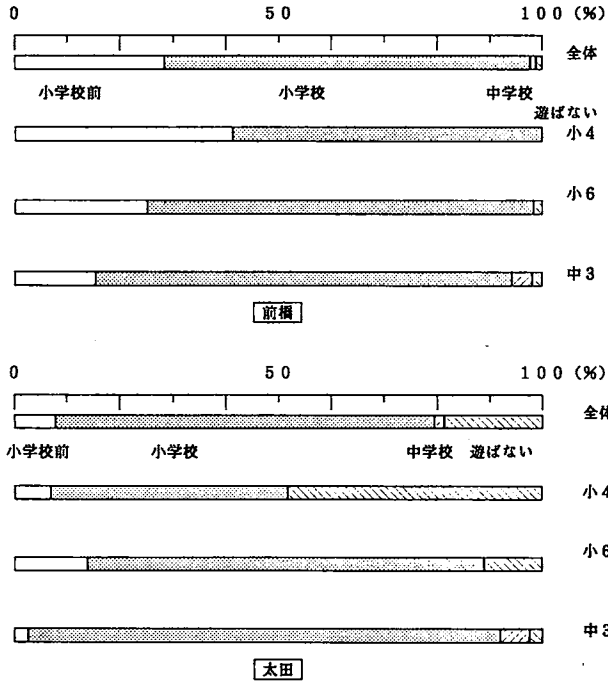 0 50 100(%)
全体
小学校前 小学校 中学校
遊ばない
小4
小6
中3
前橋
0 50 100(%)
全体
小学校前 小学校 中学校 遊ばない
小4
小6
中3
太田